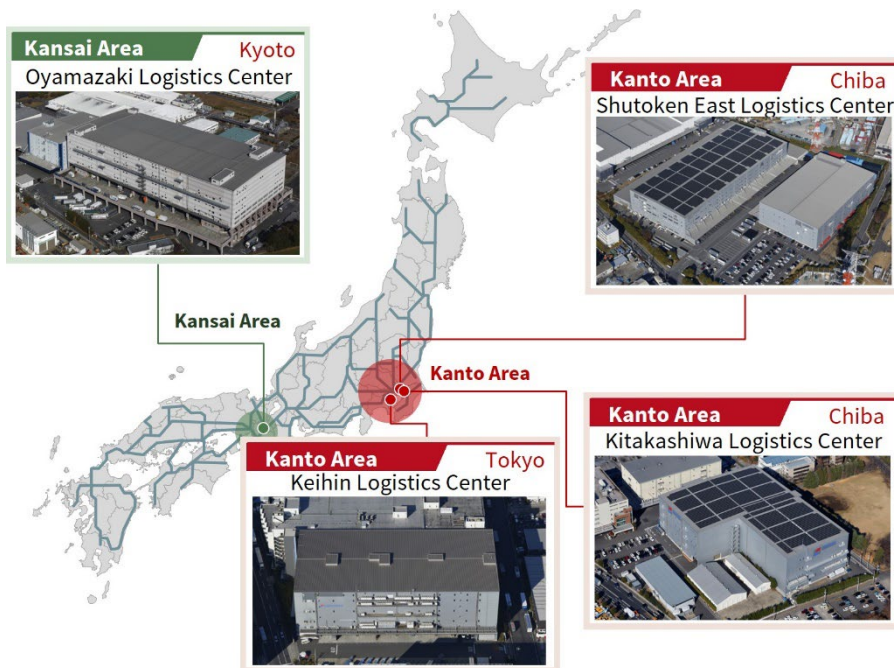 Kansai Area Kyoto
Oyamazaki Logistics Center
Kanto Area Chiba
Shutoken East Logistics Center
Kansai Area
Kanto Area
Kanto Area Chiba
Kitakashiwa Logistics Center
Kanto Area Tokyo
Keihin Logistics Center